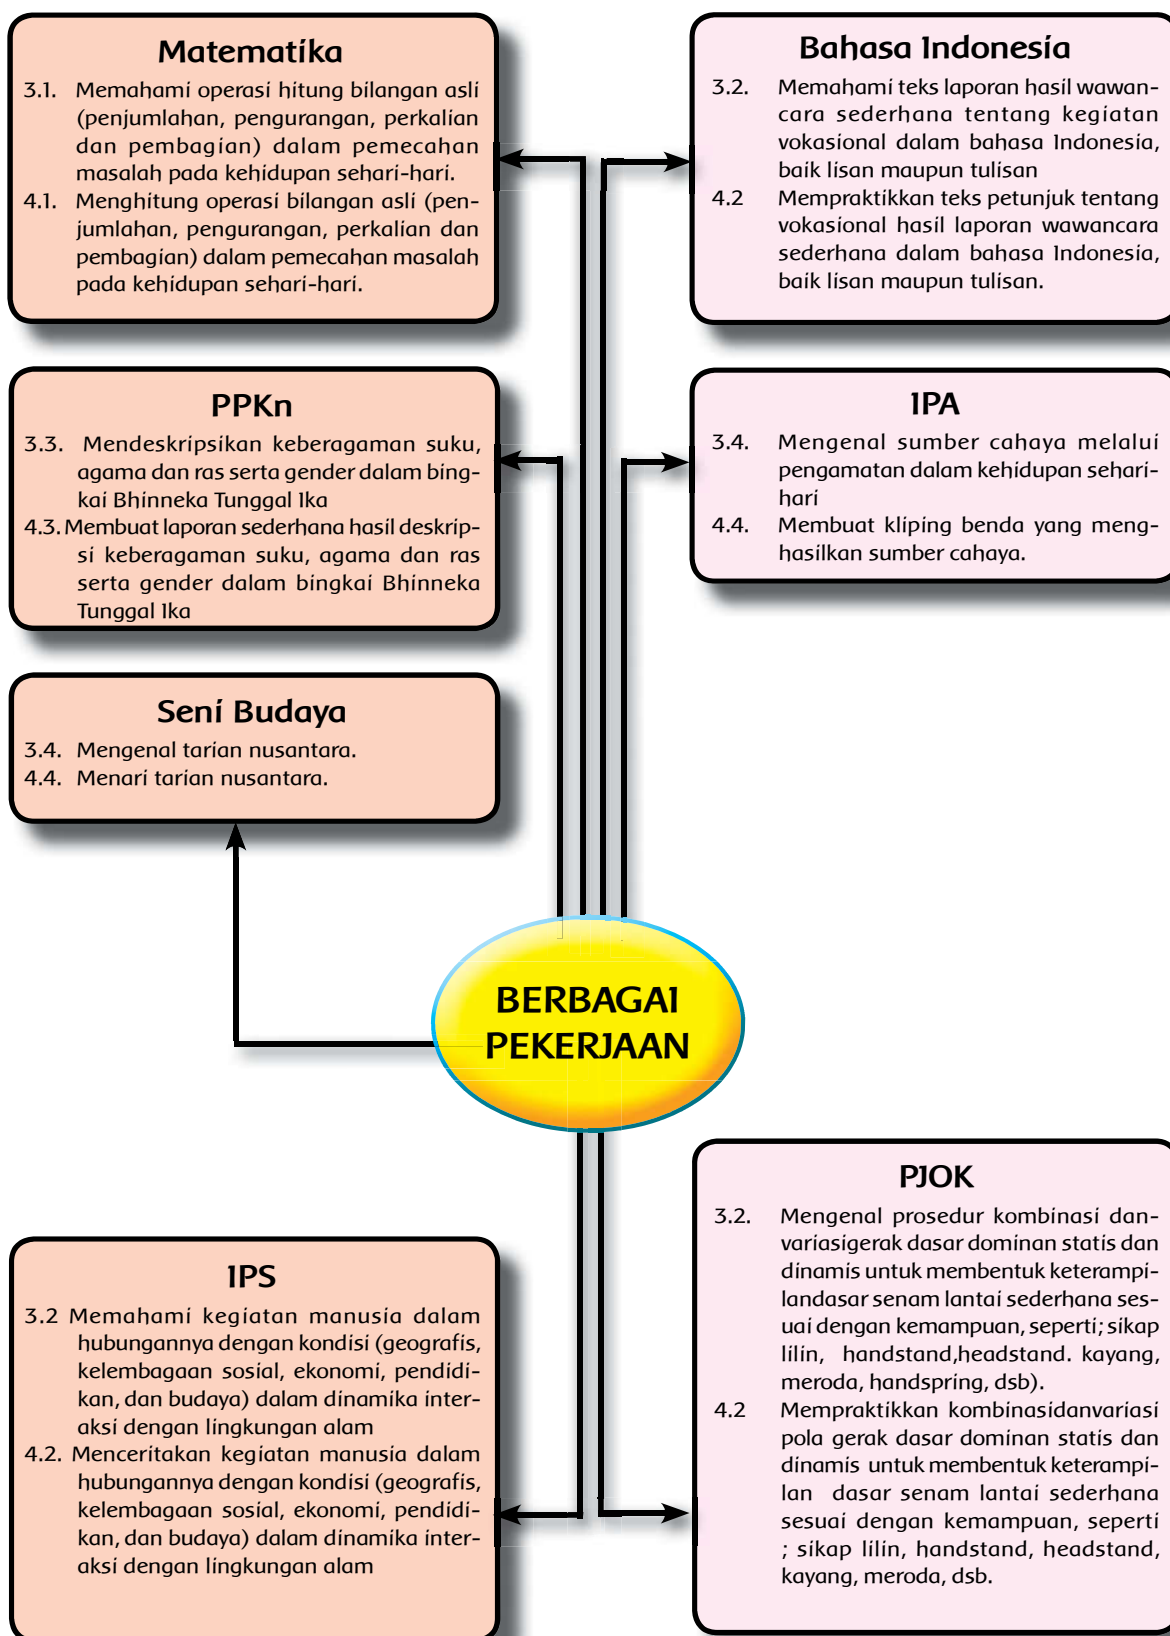 Matematika
3.1. Memahami operasi hitung bilangan asli
(penjumlahan, pengurangan, perkalian
dan pembagian) dalam pemecahan
masalah pada kehidupan sehari-hari.
4.1. Menghitung operasi bilangan asli (pen-
jumlahan, pengurangan, perkalian dan
pembagian) dalam pemecahan masalah
pada kehidupan sehari-hari.
Bahasa Indonesia
3.2. Memahami teks laporan hasil wawan-
cara sederhana tentang kegiatan
vokasional dalam bahasa Indonesia,
baik lisan maupun tulisan
4.2 Mempraktikkan teks petunjuk tentang
vokasional hasil laporan wawancara
sederhana dalam bahasa Indonesia,
baik lisan maupun tulisan.
PPKn
3.3. Mendeskripsikan keberagaman suku,
agama dan ras serta gender dalam bing-
kai Bhinneka Tunggal Ika
4.3. Membuat laporan sederhana hasil deskrip-
si keberagaman suku, agama dan ras
serta gender dalam bingkai Bhinneka
Tunggal Ika
IPA
3.4. Mengenal sumber cahaya melalui
pengamatan dalam kehidupan sehari-
hari
4.4. Membuat kliping benda yang meng-
hasilkan sumber cahaya.
Seni Budaya
3.4. Mengenal tarian nusantara.
4.4. Menari tarian nusantara.
BERBAGAI
PEKERJAAN
IPS
3.2 Memahami kegiatan manusia dalam
hubungannya dengan kondisi (geografis,
kelembagaan sosial, ekonomi, pendidi-
kan, dan budaya) dalam dinamika inter-
aksi dengan lingkungan alam
4.2. Menceritakan kegiatan manusia dalam
hubungannya dengan kondisi (geografis,
kelembagaan sosial, ekonomi, pendidi-
kan, dan budaya) dalam dinamika inter-
aksi dengan lingkungan alam
PJOK
3.2. Mengenal prosedur kombinasi dan-
variasigerak dasar dominan statis dan
dinamis untuk membentuk keterampi-
landasar senam lantai sederhana ses-
uai dengan kemampuan, seperti; sikap
lilin, handstand,headstand. kayang,
meroda, handspring, dsb).
4.2 Mempraktikkan kombinasidanvariasi
pola gerak dasar dominan statis dan
dinamis untuk membentuk keterampi-
lan dasar senam lantai sederhana
sesuai dengan kemampuan, seperti
; sikap lilin, handstand, headstand,
kayang, meroda, dsb.